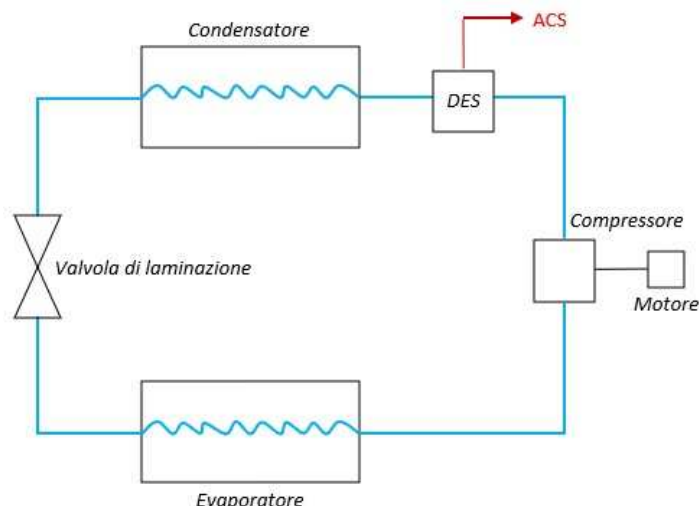 Condensatore
ACS
DES
Compressore
Valvola di laminazione
Motore
Evaporatore